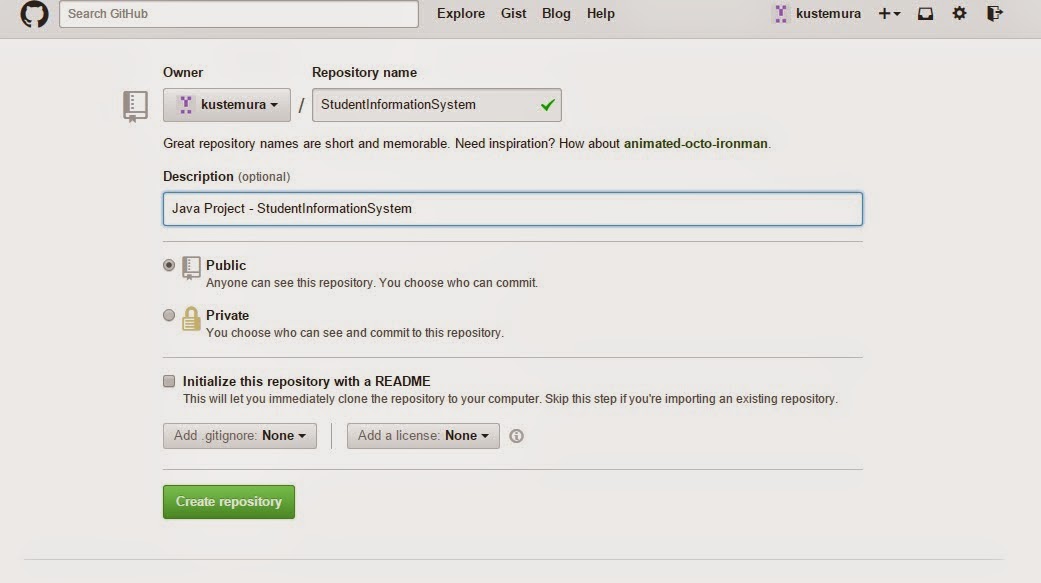 Search GitHub Explore Gist Blog Help kustemura
Owner Repository name
kustemura / StudentInformationSystem
Great repository names are short and memorable. Need inspiration? How about animated-octo-ironman.
Description (optional)
Java Project - StudentInformationSystem
Public
Anyone can see this repository. You choose who can commit.
Private
You choose who can see and commit to this repository.
Initialize this repository with a README
This will let you immediately clone the repository to your computer. Skip this step if you're importing an existing repository.
Add .gitignore: None Add a license: None
Create repository